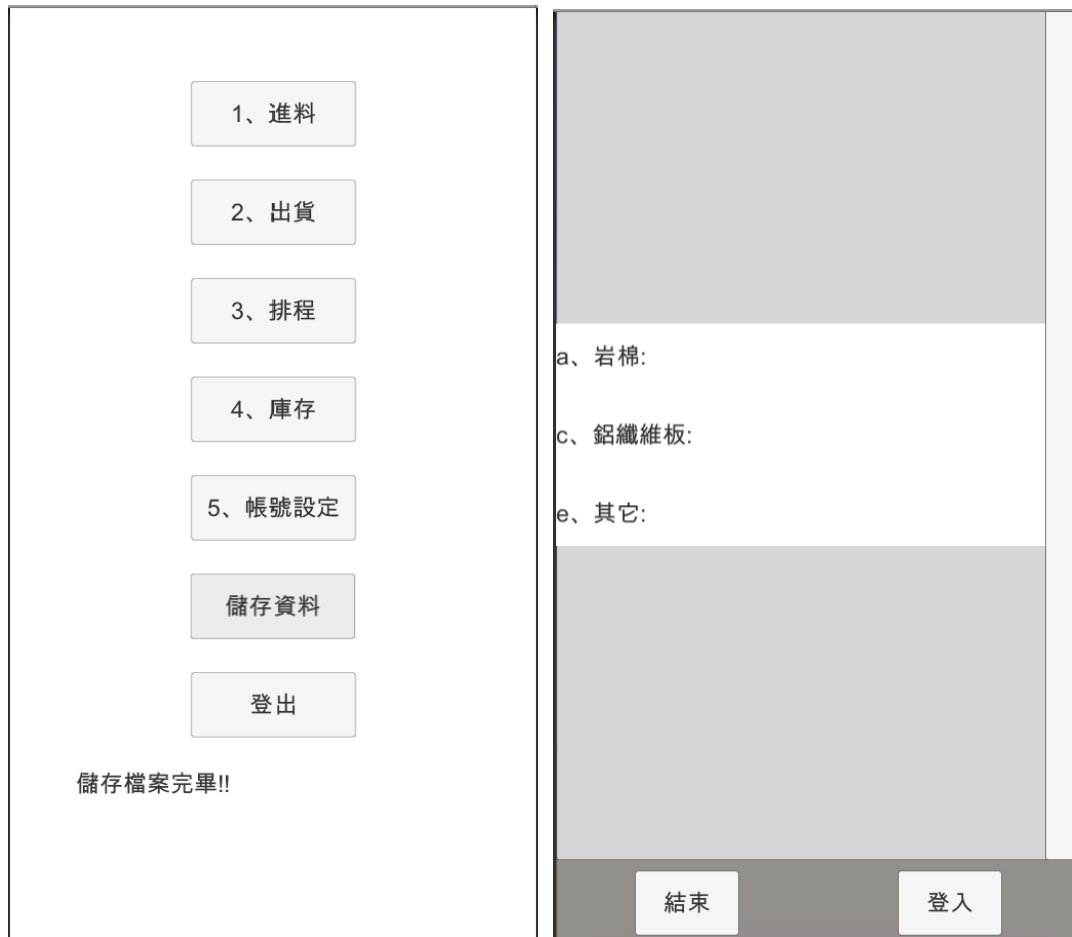 1、進料
2、出貨
3、排程
4、庫存
5、帳號設定
儲存資料
登出
儲存檔案完畢!!
a、岩棉:
c、鋁纖維板:
e、其它:
結束
登入